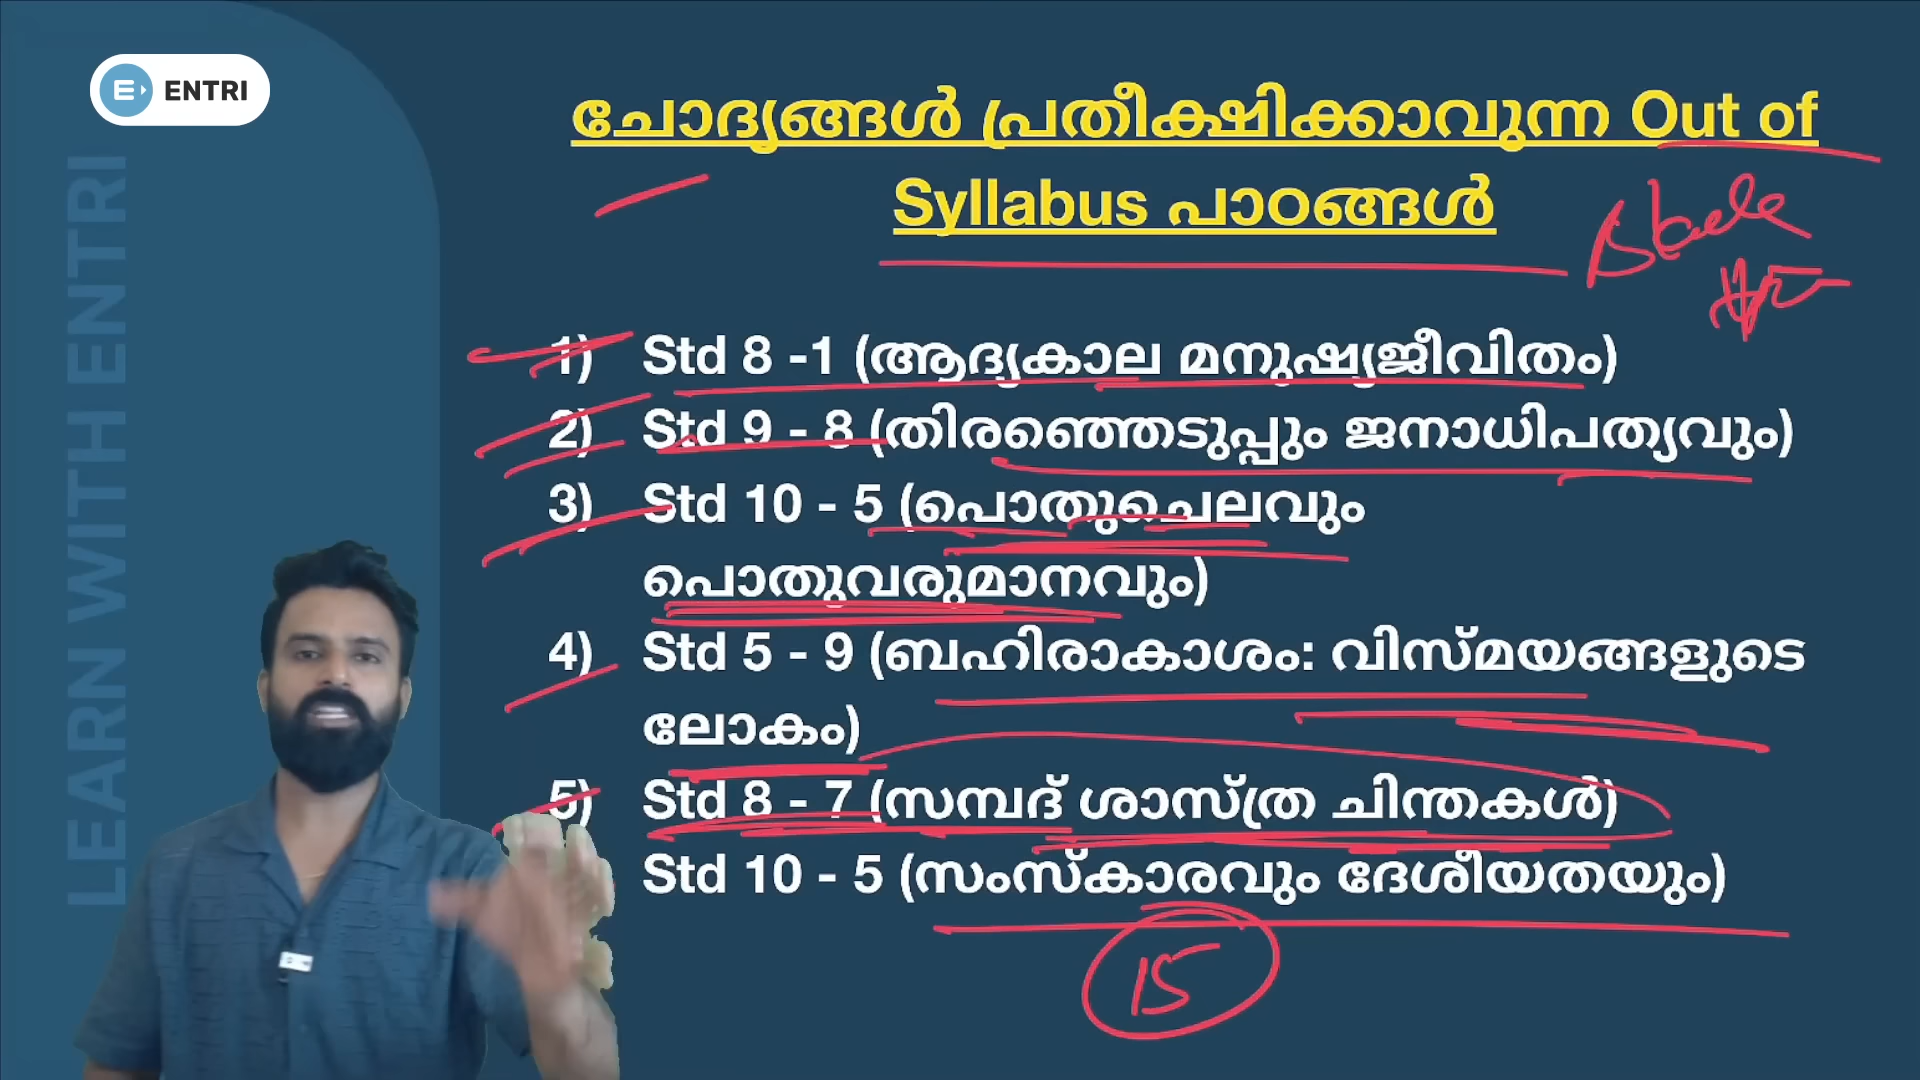 ENTRI
LEARN WITH ENTRI
ചോദ്യങ്ങൾ പ്രതീക്ഷിക്കാവുന്ന Out of
Syllabus പാഠങ്ങൾ
1) Std 8 -1 (ആദ്യകാല മനുഷ്യജീവിതം)
2) Std 9 - 8 (തിരഞ്ഞെടുപ്പും ജനാധിപത്യവും)
3) Std 10 - 5 (പൊതുചെലവും
പൊതുവരുമാനവും)
4) Std 5 - 9 (ബഹിരാകാശം: വിസ്മയങ്ങളുടെ
ലോകം)
5) Std 8 - 7 (സമ്പദ് ശാസ്ത്ര ചിന്തകൾ)
Std 10 - 5 (സംസ്കാരവും ദേശീയതയും)
15